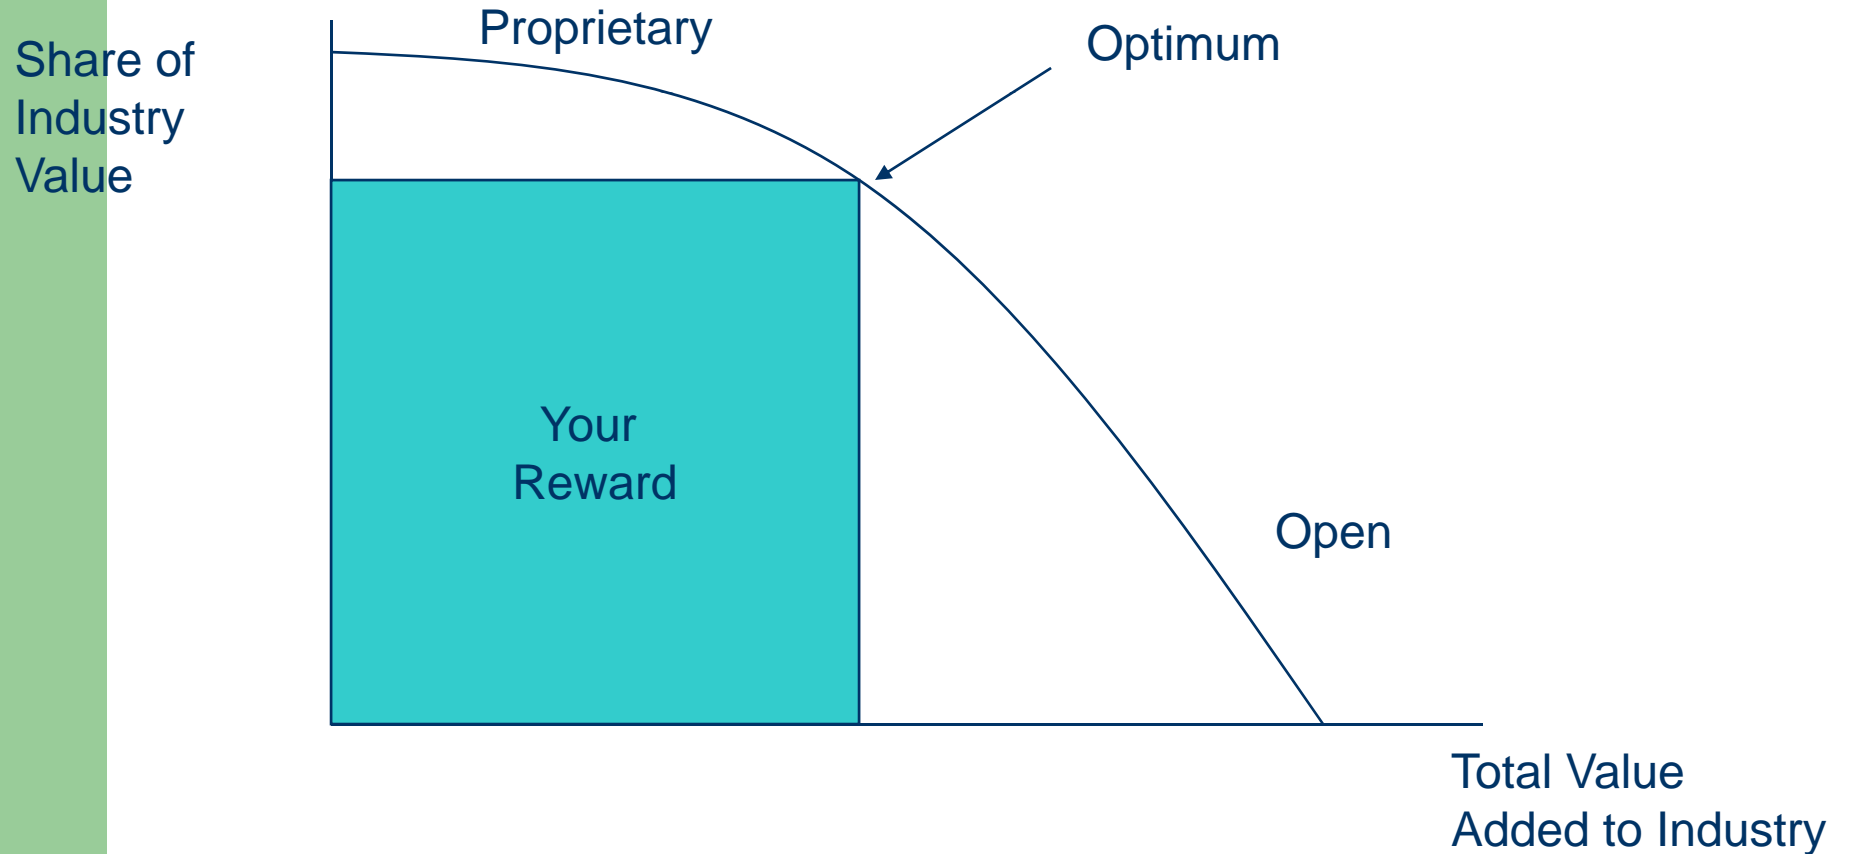 Share of
Industry
Value
Proprietary
Optimum
Your
Reward
Open
Total Value
Added to Industry